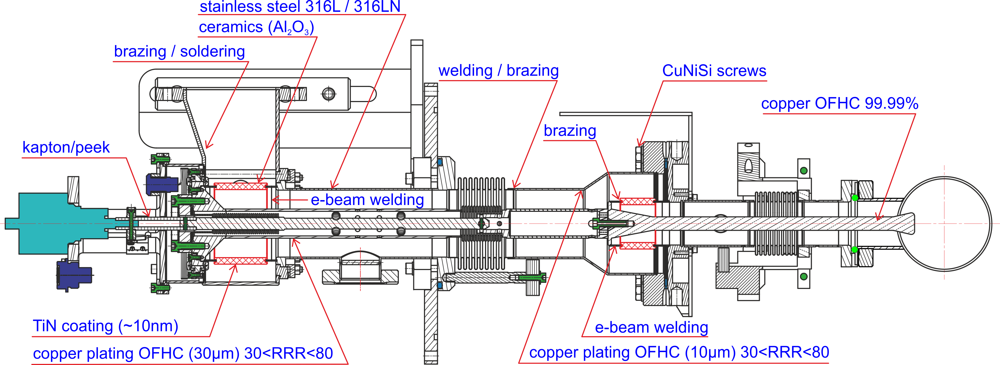 stainless steel 316L / 316LN
ceramics (Al₂O₃)
brazing / soldering
welding / brazing
CuNiSi screws
copper OFHC 99.99%
brazing
kapton/peek
e-beam welding
TiN coating (~10nm)
e-beam welding
copper plating OFHC (30µm) 30<RRR<80
copper plating OFHC (10µm) 30<RRR<80